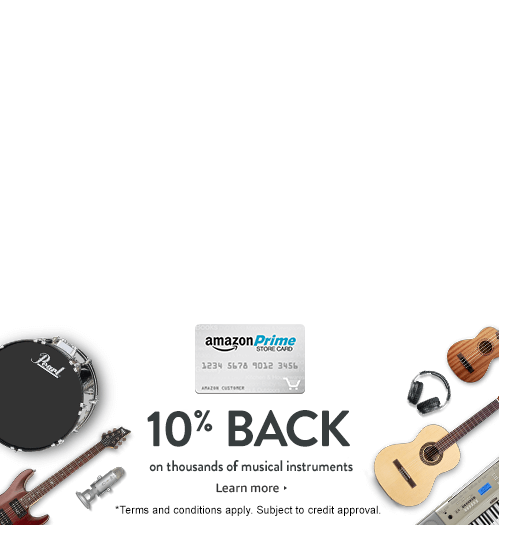 amazonPrime
STORE CARD
1234 5678 9012 3456
AMAZON CUSTOMER
Pearl
10% BACK
on thousands of musical instruments
Learn more ▸
*Terms and conditions apply. Subject to credit approval.